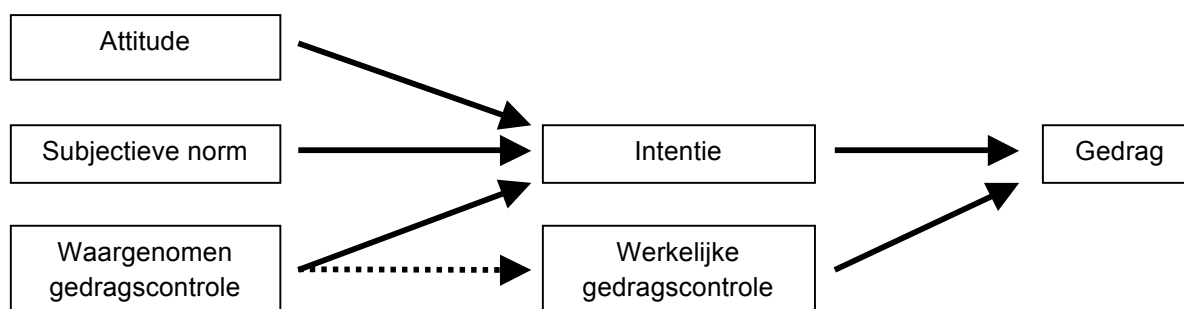 Attitude
Subjectieve norm
Intentie
Gedrag
Waargenomen
gedragscontrole
Werkelijke
gedragscontrole